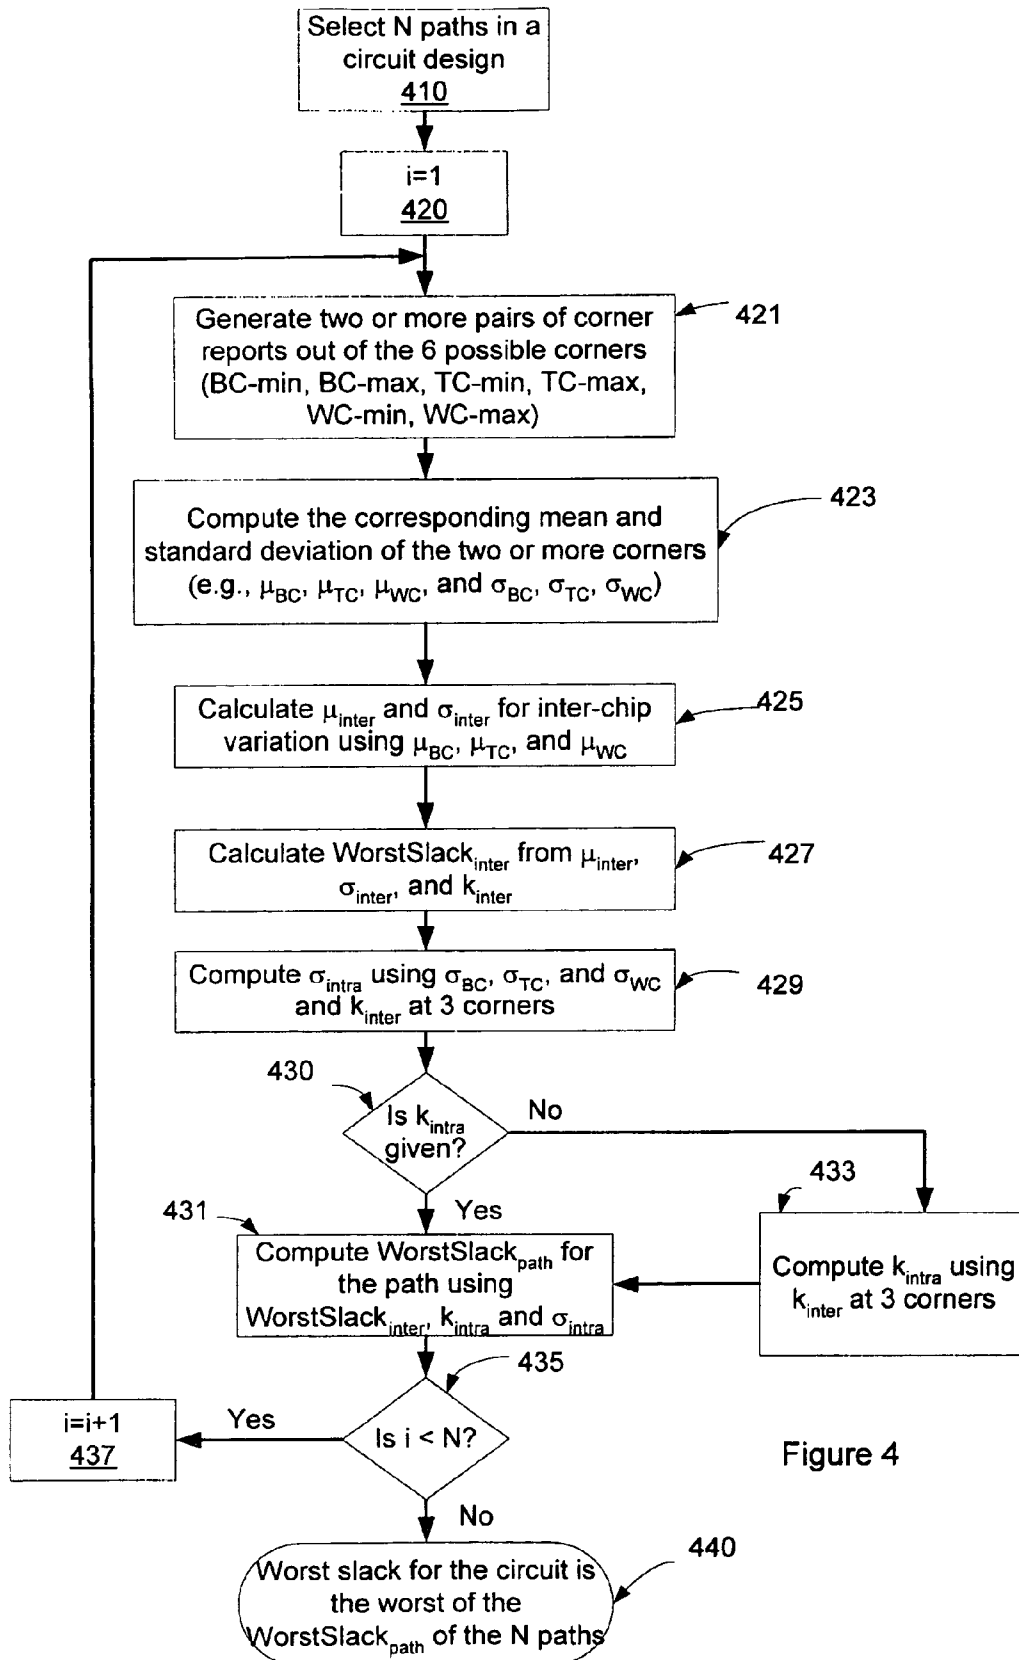 Select N paths in a
circuit design
410
i=1
420
Generate two or more pairs of corner
reports out of the 6 possible corners
(BC-min, BC-max, TC-min, TC-max,
WC-min, WC-max)
421
Compute the corresponding mean and
standard deviation of the two or more corners
(e.g., μBC, μTC, μWC, and σBC, σTC, σWC)
423
Calculate μinter and σinter for inter-chip
variation using μBC, μTC, and μWC
425
Calculate WorstSlackinter from μinter,
σinter, and kinter
427
Compute σintra using σBC, σTC, and σWC
and kinter at 3 corners
429
430
Is kintra
given?
No
Yes
433
Compute kintra using
kinter at 3 corners
431
Compute WorstSlackpath for
the path using
WorstSlackinter, kintra and σintra
435
Is i < N?
Yes
i=i+1
437
No
Figure 4
Worst slack for the circuit is
the worst of the
WorstSlackpath of the N paths
440